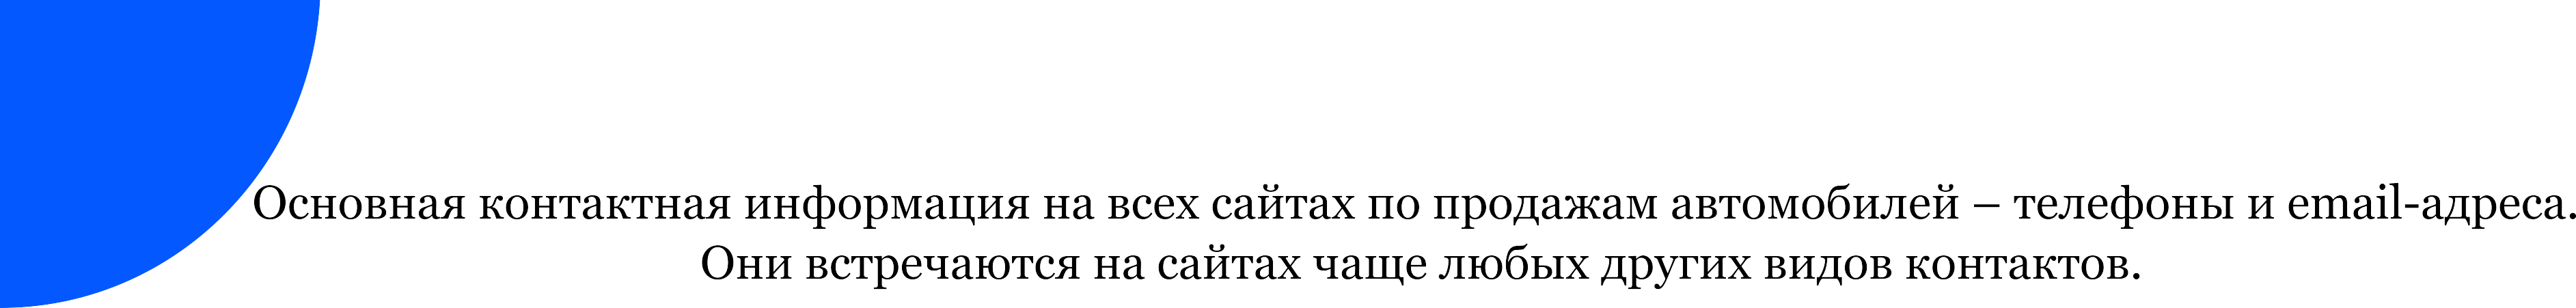 Основная контактная информация на всех сайтах по продажам автомобилей – телефоны и email-адреса.
Они встречаются на сайтах чаще любых других видов контактов.